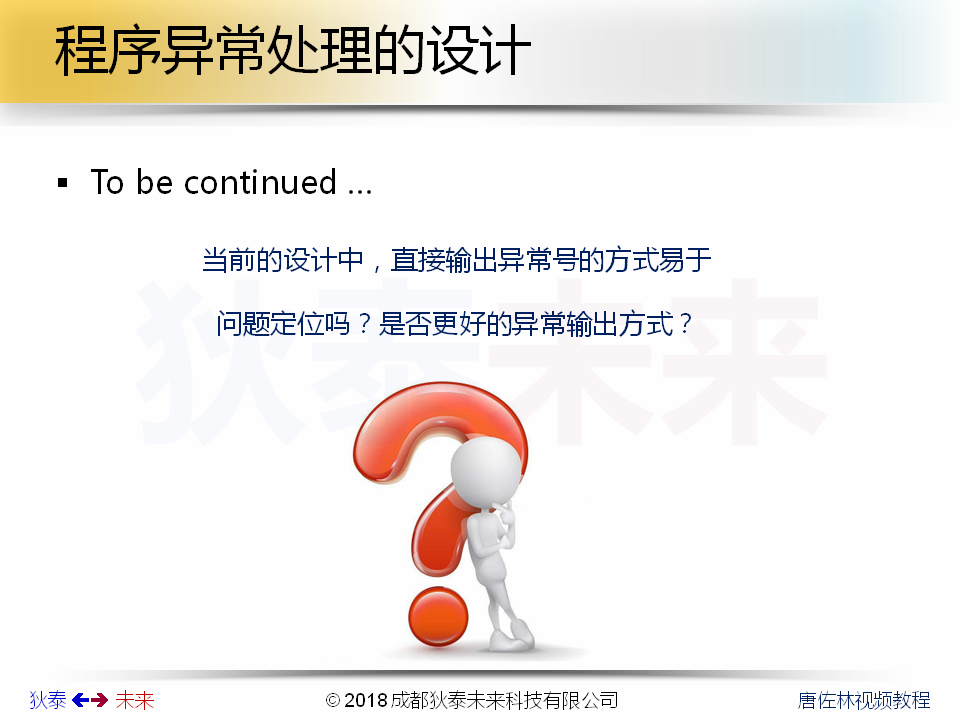 程序异常处理的设计
▪ To be continued …
当前的设计中，直接输出异常号的方式易于
问题定位吗？是否更好的异常输出方式？
狄泰未来
狄泰 未来
© 2018 成都狄泰未来科技有限公司
唐佐林视频教程